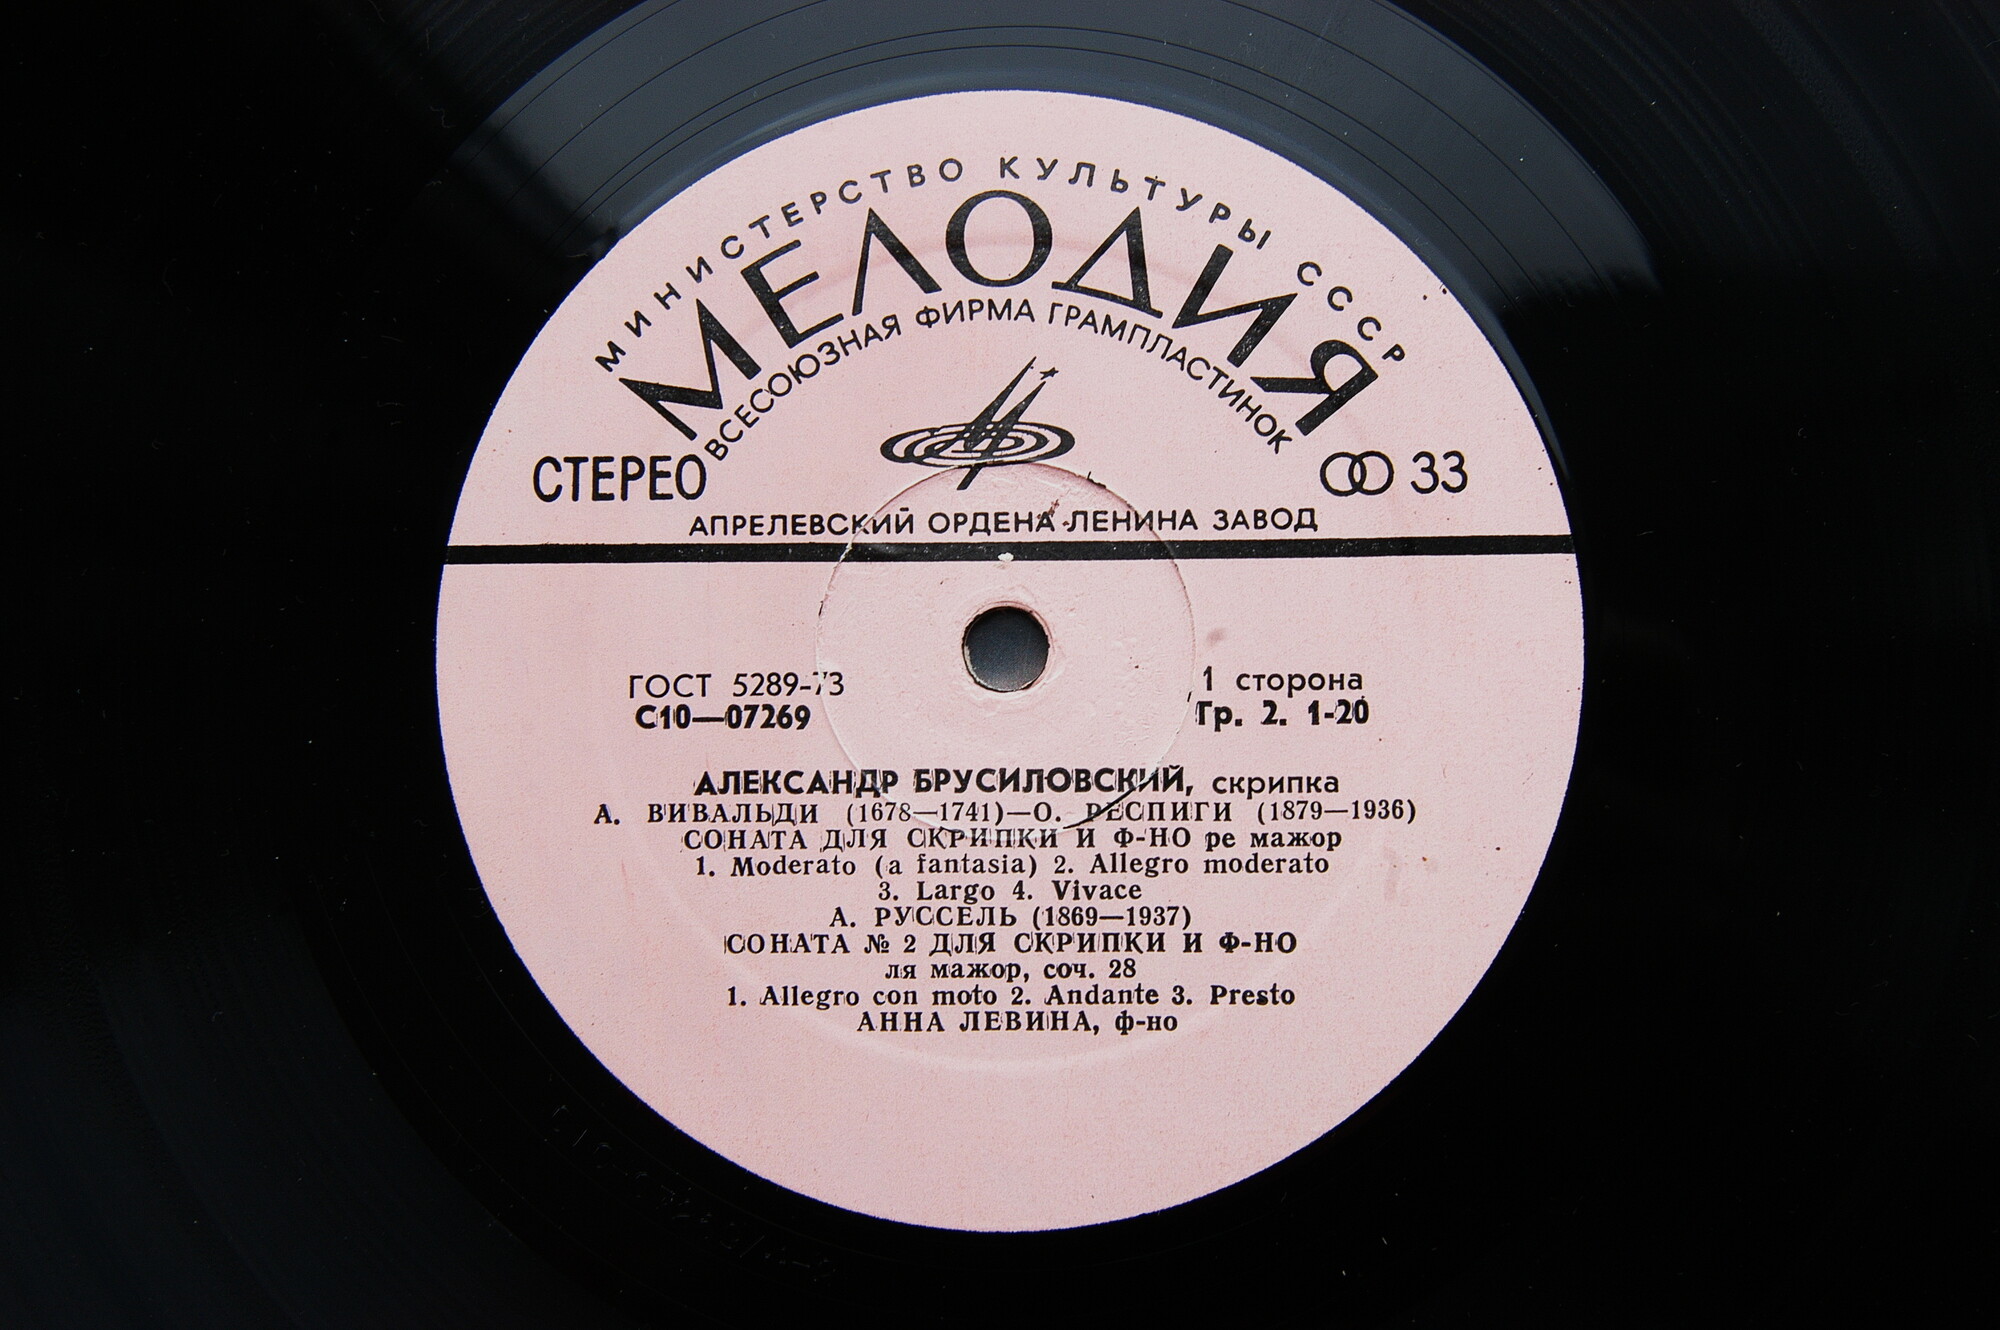 МИНИСТЕРСТВО КУЛЬТУРЫ СССР
МЕЛОДИЯ
ВСЕСОЮЗНАЯ ФИРМА ГРАМПЛАСТИНОК
СТЕРЕО
33
АПРЕЛЕВСКИЙ ОРДЕНА ЛЕНИНА ЗАВОД
ГОСТ 5289-73
1 сторона
С10—07269
Гр. 2. 1-20
АЛЕКСАНДР БРУСИЛОВСКИЙ, скрипка
А. ВИВАЛЬДИ (1678—1741)—О. РЕСПИГИ (1879—1936)
СОНАТА ДЛЯ СКРИПКИ И Ф-НО ре мажор
1. Moderato (a fantasia) 2. Allegro moderato
3. Largo 4. Vivace
А. РУССЕЛЬ (1869—1937)
СОНАТА № 2 ДЛЯ СКРИПКИ И Ф-НО
ля мажор, соч. 28
1. Allegro con moto 2. Andante 3. Presto
АННА ЛЕВИНА, ф-но